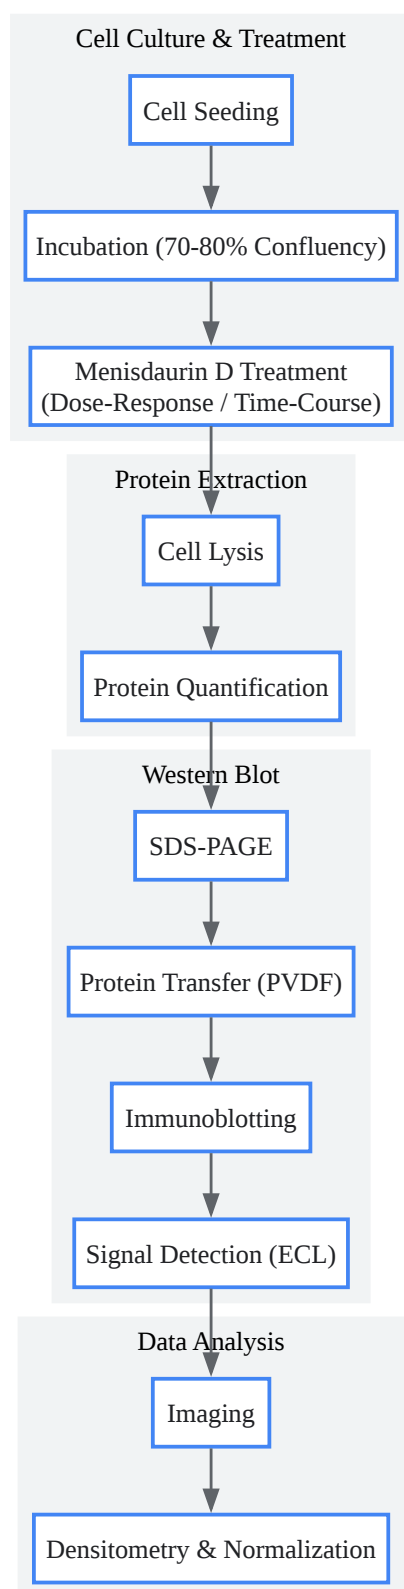 Cell Culture & Treatment
Cell Seeding
Incubation (70-80% Confluency)
Menisdaurin D Treatment
(Dose-Response / Time-Course)
Protein Extraction
Cell Lysis
Protein Quantification
Western Blot
SDS-PAGE
Protein Transfer (PVDF)
Immunoblotting
Signal Detection (ECL)
Data Analysis
Imaging
Densitometry & Normalization